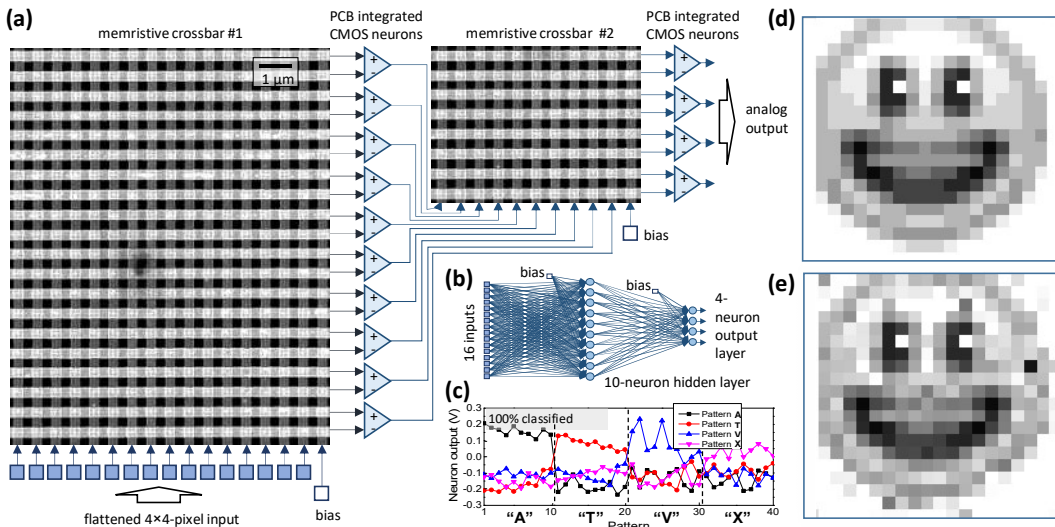 (a)
memristive crossbar #1
PCB integrated
CMOS neurons
memristive crossbar #2
PCB integrated
CMOS neurons
1 µm
+
-
+
-
+
-
+
-
+
-
+
-
+
-
+
-
+
-
+
-
+
-
+
-
+
-
+
-
analog
output
bias
flattened 4×4-pixel input
bias
(b)
16 inputs
bias
bias
4-
neuron
output
layer
10-neuron hidden layer
(c)
100% classified
Pattern A
Pattern T
Pattern V
Pattern X
Neuron output (V)
0.3
0.2
0.1
0.0
-0.1
-0.2
-0.3
1 10 20 30 40
"A" "T" "V" "X"
Pattern
(d)
(e)